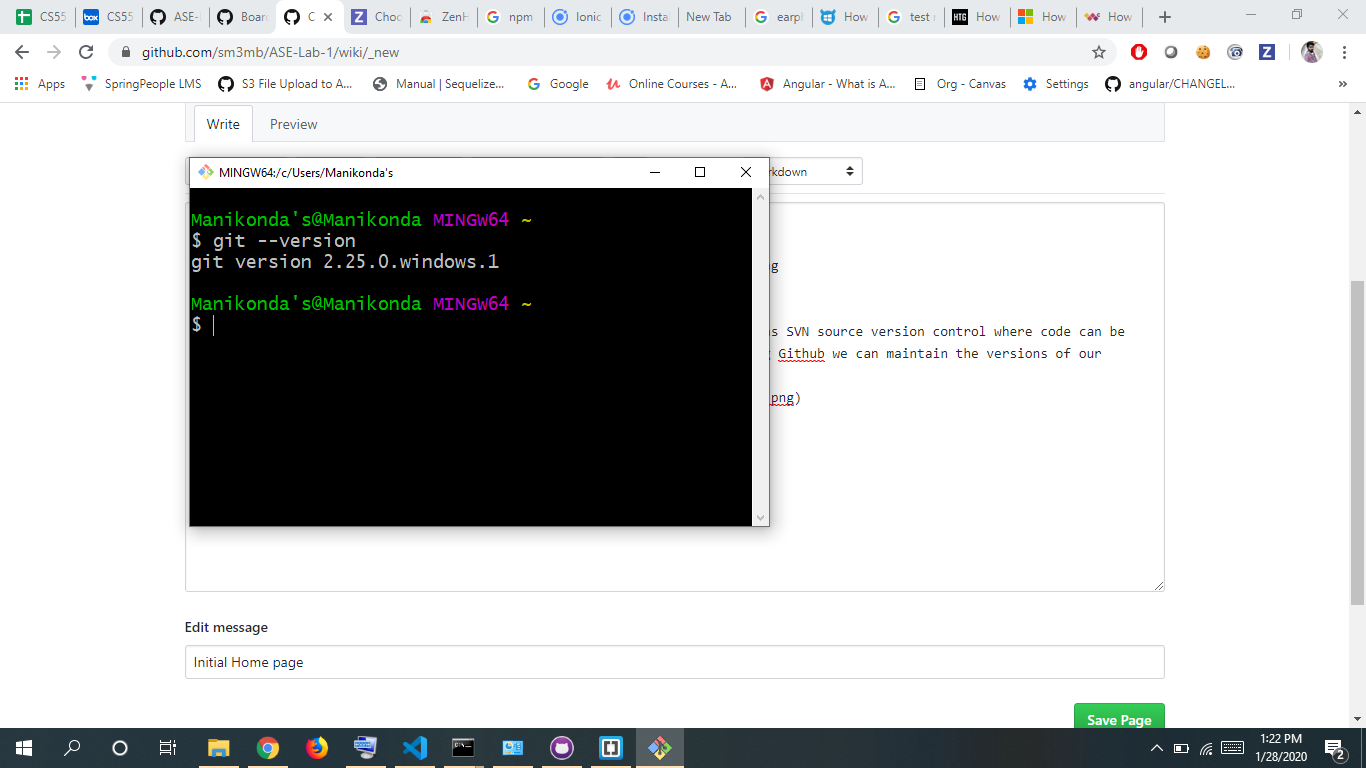 CS55 CS55 ASE- Boar C Choc ZenH npm Ionic Insta New Tab earph How test How How How
github.com/sm3mb/ASE-Lab-1/wiki/_new
Apps SpringPeople LMS S3 File Upload to A... Manual | Sequelize... Google Online Courses - A... Angular - What is A... Org - Canvas Settings angular/CHANGEL... »
Write Preview
MINGW64:/c/Users/Manikonda's
rkdown
Manikonda's@Manikonda MINGW64 ~
$ git --version
git version 2.25.0.windows.1
Manikonda's@Manikonda MINGW64 ~
$
SVN source version control where code can be
Github we can maintain the versions of our
png)
Edit message
Initial Home page
Save Page
1:22 PM
1/28/2020
2